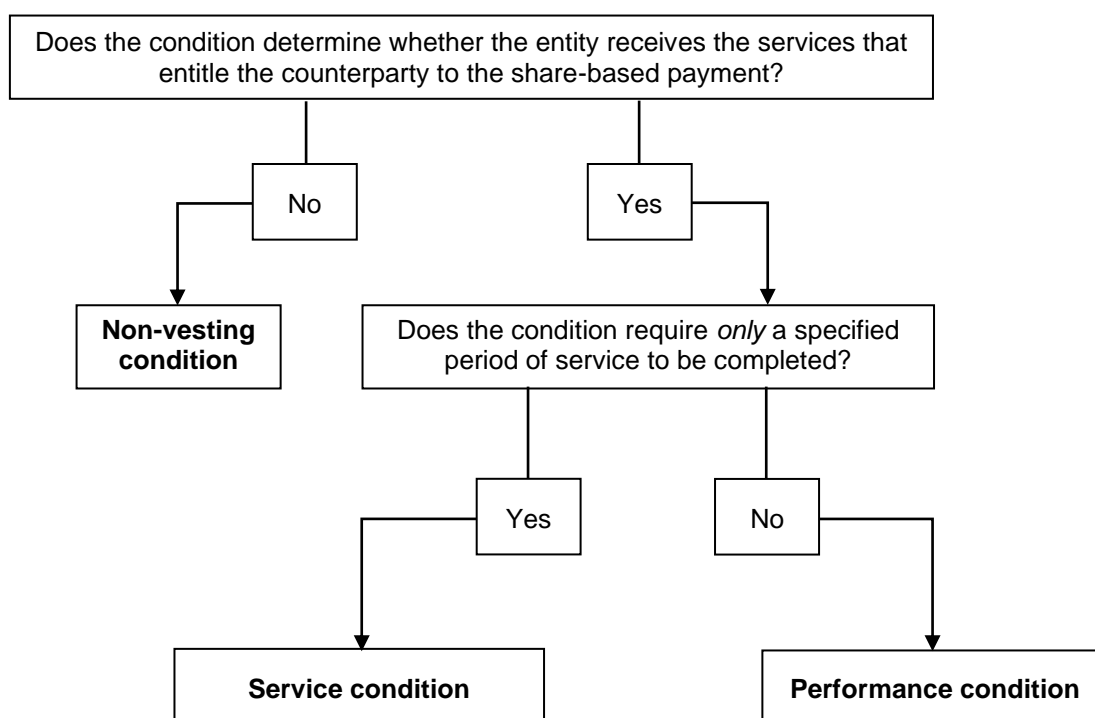 Does the condition determine whether the entity receives the services that
entitle the counterparty to the share-based payment?
No
Yes
Non-vesting
condition
Does the condition require only a specified
period of service to be completed?
Yes
No
Service condition
Performance condition